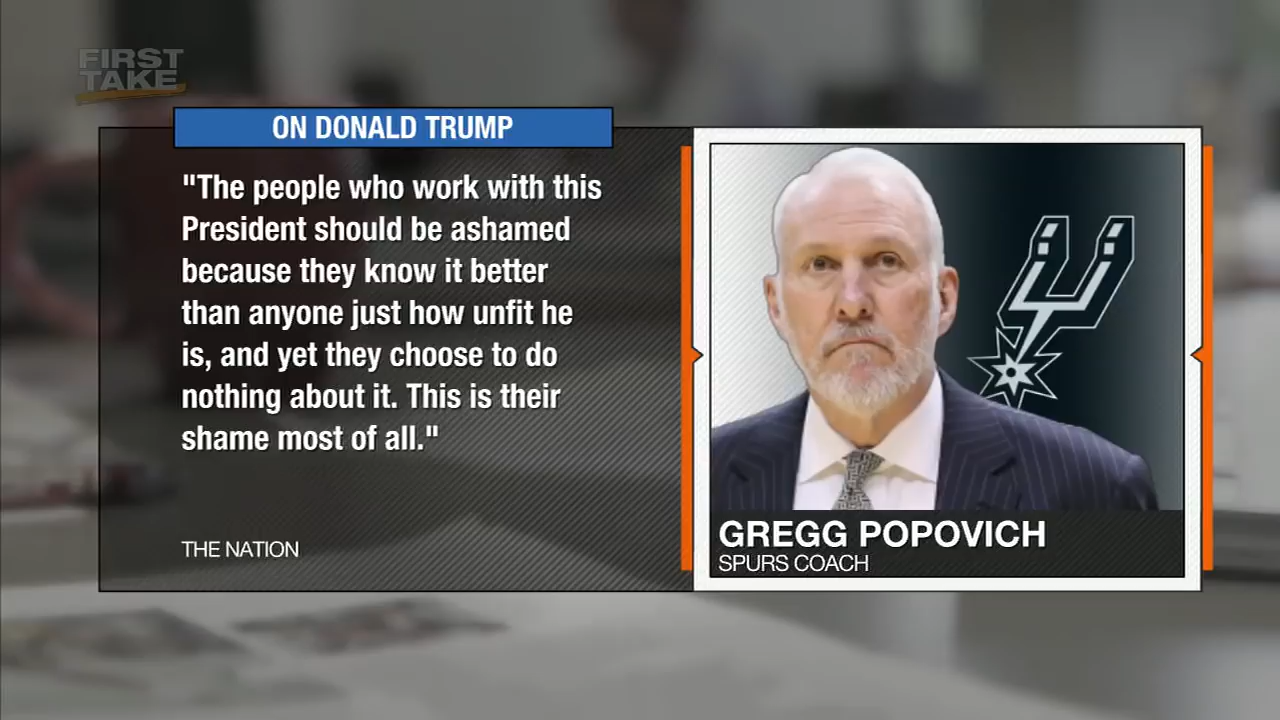 FIRST
TAKE
ON DONALD TRUMP
"The people who work with this
President should be ashamed
because they know it better
than anyone just how unfit he
is, and yet they choose to do
nothing about it. This is their
shame most of all."
THE NATION
GREGG POPOVICH
SPURS COACH